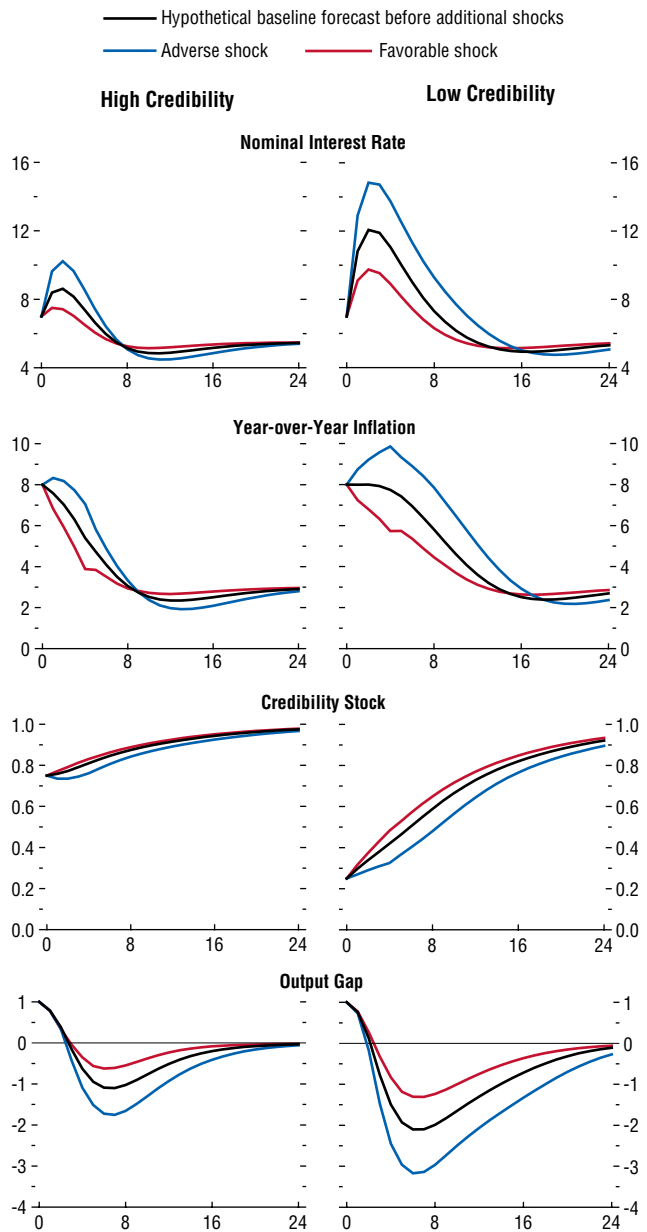 Hypothetical baseline forecast before additional shocks
Adverse shock Favorable shock
High Credibility Low Credibility
Nominal Interest Rate
16 16
12 12
8 8
4 4
0 8 16 24 0 8 16 24
Year-over-Year Inflation
10 10
8 8
6 6
4 4
2 2
0 0
0 8 16 24 0 8 16 24
Credibility Stock
1.0 1.0
0.8 0.8
0.6 0.6
0.4 0.4
0.2 0.2
0.0 0.0
0 8 16 24 0 8 16 24
Output Gap
1 1
0 0
-1 -1
-2 -2
-3 -3
-4 -4
0 8 16 24 0 8 16 24